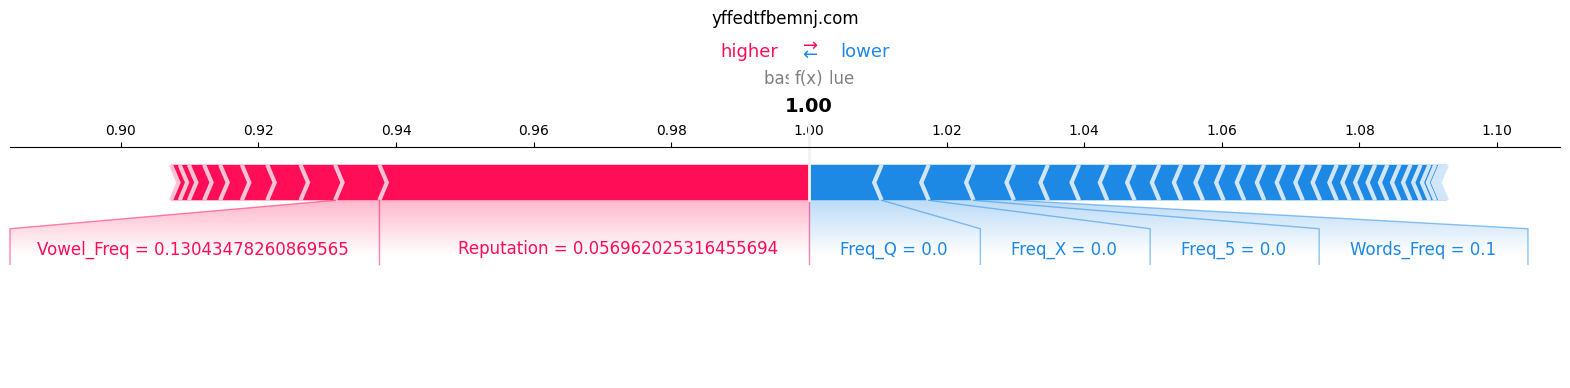 yffedtfbemnj.com
higher ⇄ lower
bas f(x) lue
1.00
0.90 0.92 0.94 0.96 0.98 1.00 1.02 1.04 1.06 1.08 1.10
Vowel_Freq = 0.13043478260869565 Reputation = 0.056962025316455694 Freq_Q = 0.0 Freq_X = 0.0 Freq_5 = 0.0 Words_Freq = 0.1